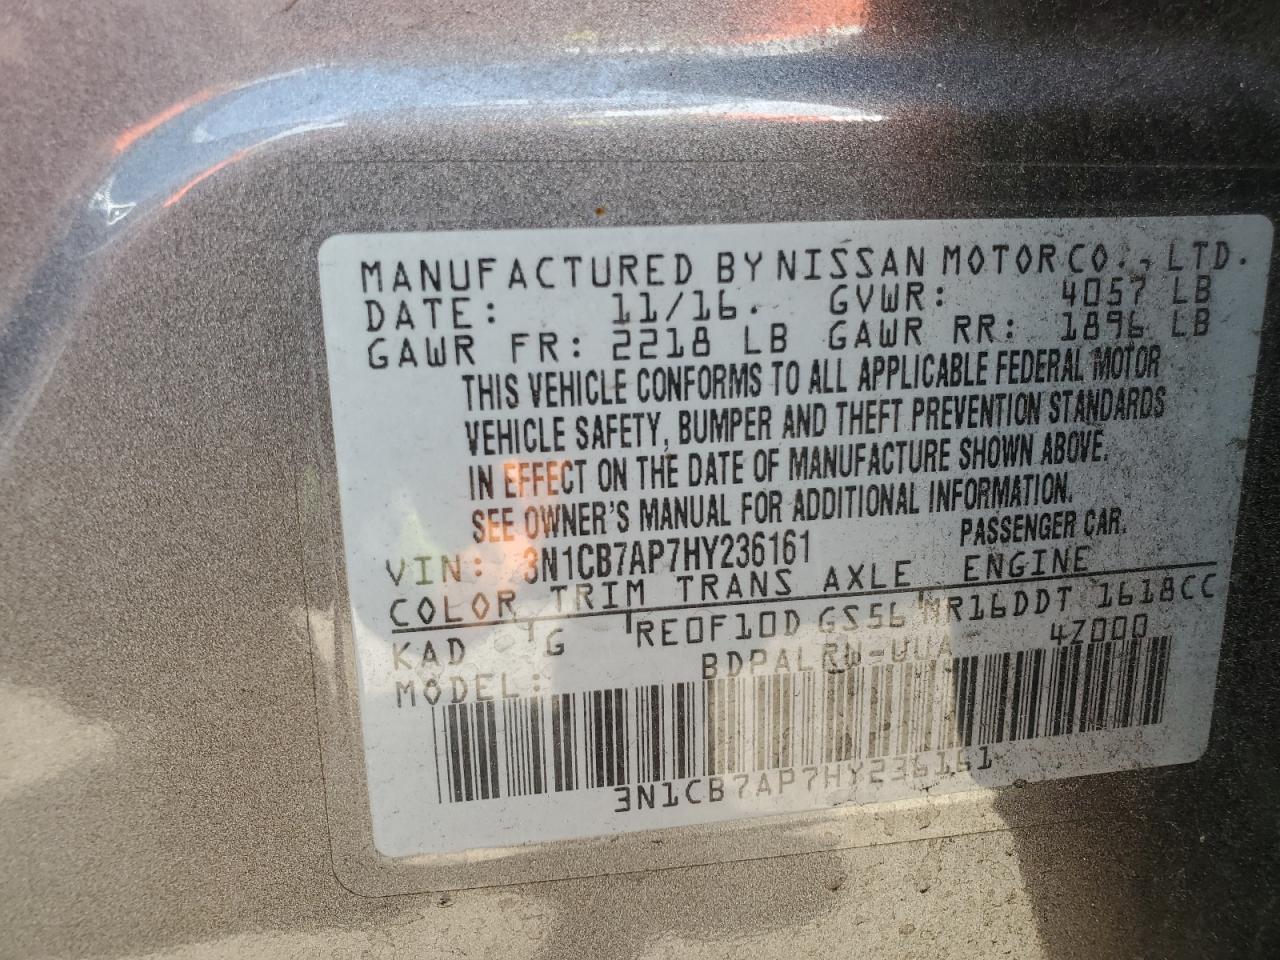 MANUFACTURED BY NISSAN MOTOR CO., LTD.
DATE: 11/16. GVWR: 4057 LB
GAWR FR: 2218 LB GAWR RR: 1896 LB
THIS VEHICLE CONFORMS TO ALL APPLICABLE FEDERAL MOTOR
VEHICLE SAFETY, BUMPER AND THEFT PREVENTION STANDARDS
IN EFFECT ON THE DATE OF MANUFACTURE SHOWN ABOVE.
SEE OWNER'S MANUAL FOR ADDITIONAL INFORMATION.
VIN: 3N1CB7AP7HY236161 PASSENGER CAR.
COLOR TRIM TRANS AXLE ENGINE
KAD G RE0F10D GS56 MR16DDT 1618CC
MODEL: BDPALRW-UUA 47000
3N1CB7AP7HY236161